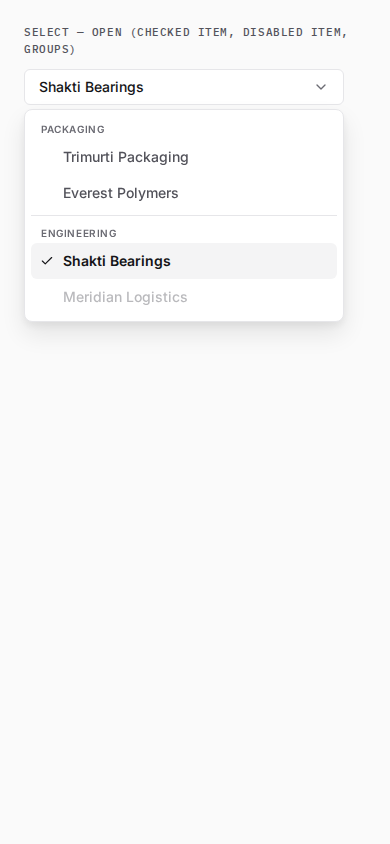 SELECT — OPEN (CHECKED ITEM, DISABLED ITEM,
GROUPS)
Shakti Bearings
PACKAGING
Trimurti Packaging
Everest Polymers
ENGINEERING
Shakti Bearings
Meridian Logistics